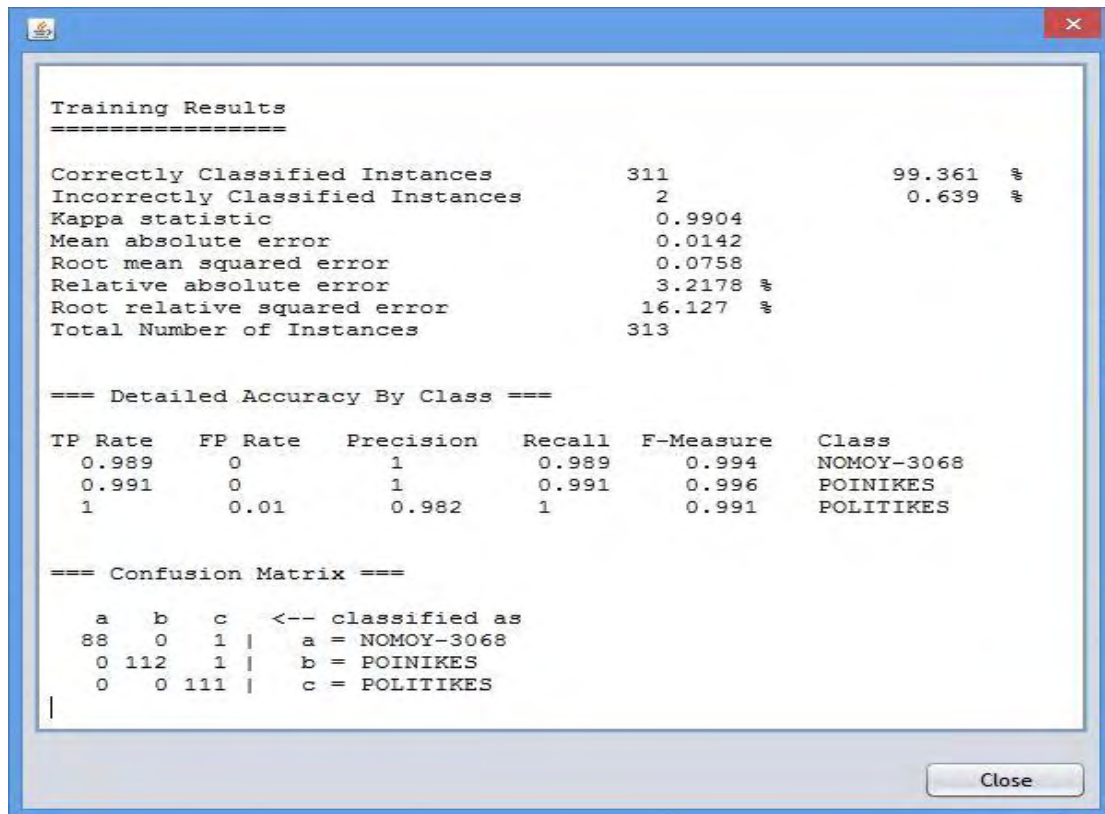 Training Results
================
Correctly Classified Instances 311 99.361 %
Incorrectly Classified Instances 2 0.639 %
Kappa statistic 0.9904
Mean absolute error 0.0142
Root mean squared error 0.0758
Relative absolute error 3.2178 %
Root relative squared error 16.127 %
Total Number of Instances 313
=== Detailed Accuracy By Class ===
TP Rate FP Rate Precision Recall F-Measure Class
0.989 0 1 0.989 0.994 NOMOY-3068
0.991 0 1 0.991 0.996 POINIKES
1 0.01 0.982 1 0.991 POLITIKES
=== Confusion Matrix ===
a b c <-- classified as
88 0 1 | a = NOMOY-3068
0 112 1 | b = POINIKES
0 0 111 | c = POLITIKES
Close